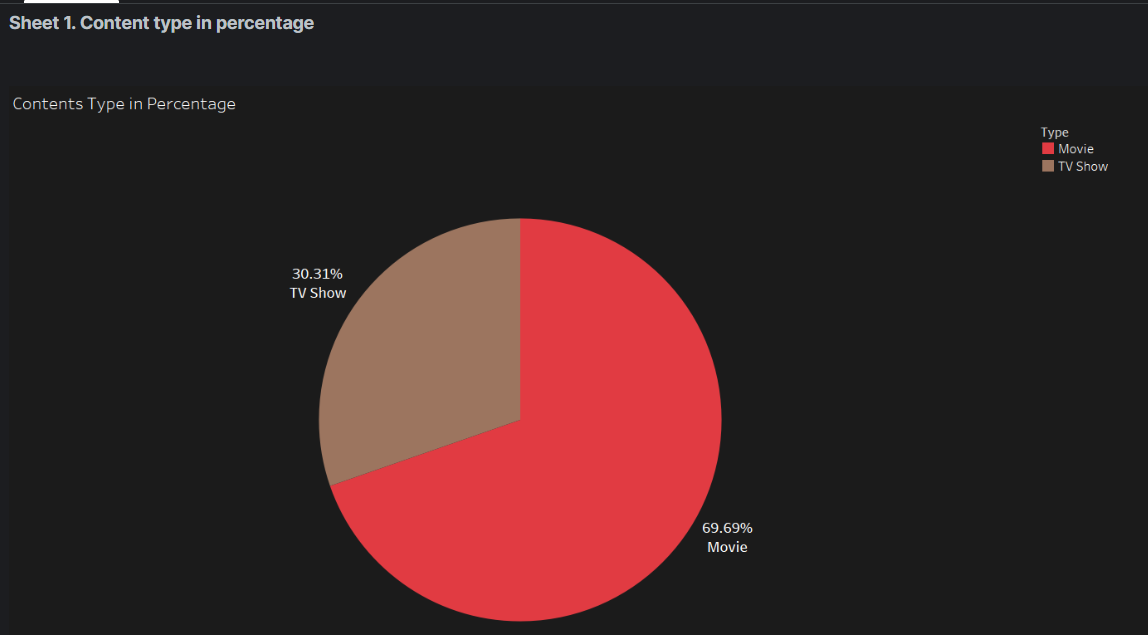 Sheet 1. Content type in percentage
Contents Type in Percentage
Type
Movie
TV Show
30.31%
TV Show
69.69%
Movie